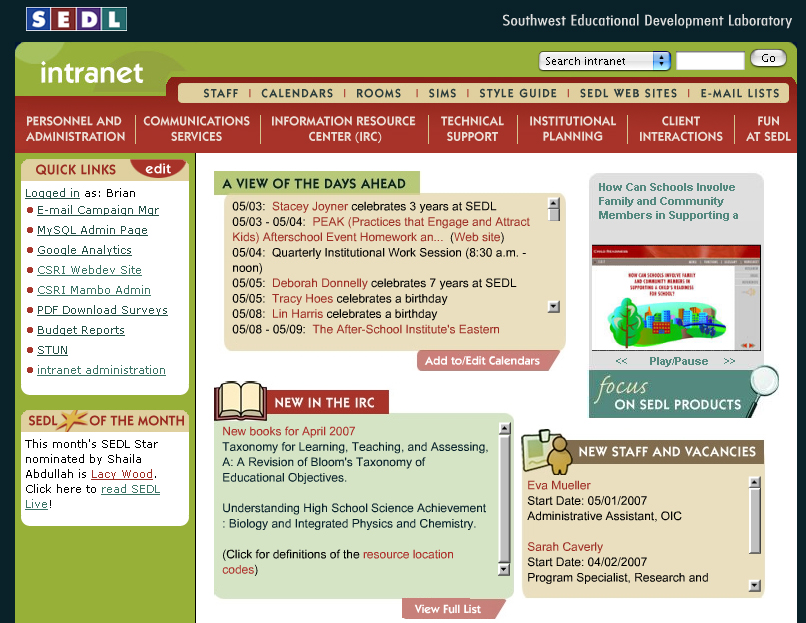 SEDL
Southwest Educational Development Laboratory
intranet
Search intranet
Go
STAFF | CALENDARS | ROOMS | SIMS | STYLE GUIDE | SEDL WEB SITES | E-MAIL LISTS
PERSONNEL AND
ADMINISTRATION
COMMUNICATIONS
SERVICES
INFORMATION RESOURCE
CENTER (IRC)
TECHNICAL
SUPPORT
INSTITUTIONAL
PLANNING
CLIENT
INTERACTIONS
FUN
AT SEDL
QUICK LINKS
edit
Logged in as: Brian
E-mail Campaign Mgr
MySQL Admin Page
Google Analytics
CSRI Webdev Site
CSRI Mambo Admin
PDF Download Surveys
Budget Reports
STUN
intranet administration
SEDL OF THE MONTH
This month's SEDL Star
nominated by Shaila
Abdullah is Lacy Wood.
Click here to read SEDL
Live!
A VIEW OF THE DAYS AHEAD
05/03: Stacey Joyner celebrates 3 years at SEDL
05/03 - 05/04: PEAK (Practices that Engage and Attract
Kids) Afterschool Event Homework an... (Web site)
05/04: Quarterly Institutional Work Session (8:30 a.m. -
noon)
05/05: Deborah Donnelly celebrates 7 years at SEDL
05/05: Tracy Hoes celebrates a birthday
05/08: Lin Harris celebrates a birthday
05/08 - 05/09: The After-School Institute's Eastern
Add to/Edit Calendars
NEW IN THE IRC
New books for April 2007
Taxonomy for Learning, Teaching, and Assessing,
A: A Revision of Bloom's Taxonomy of
Educational Objectives.
Understanding High School Science Achievement
: Biology and Integrated Physics and Chemistry.
(Click for definitions of the resource location
codes)
View Full List
How Can Schools Involve
Family and Community
Members in Supporting a
HOW CAN SCHOOLS INVOLVE FAMILY
AND COMMUNITY MEMBERS IN
SUPPORTING A CHILD'S READINESS
FOR SCHOOL?
<< Play/Pause >>
focus
ON SEDL PRODUCTS
NEW STAFF AND VACANCIES
Eva Mueller
Start Date: 05/01/2007
Administrative Assistant, OIC
Sarah Caverly
Start Date: 04/02/2007
Program Specialist, Research and